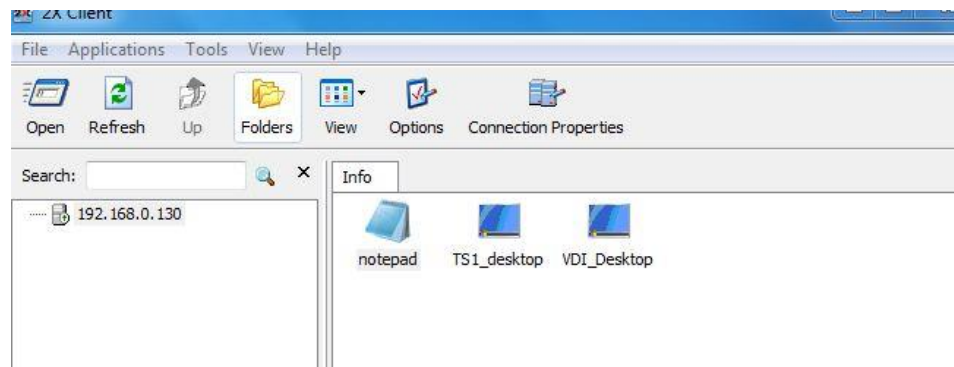 2X Client
File Applications Tools View Help
Open Refresh Up Folders View Options Connection Properties
Search:
Info
192.168.0.130
notepad TS1_desktop VDI_Desktop